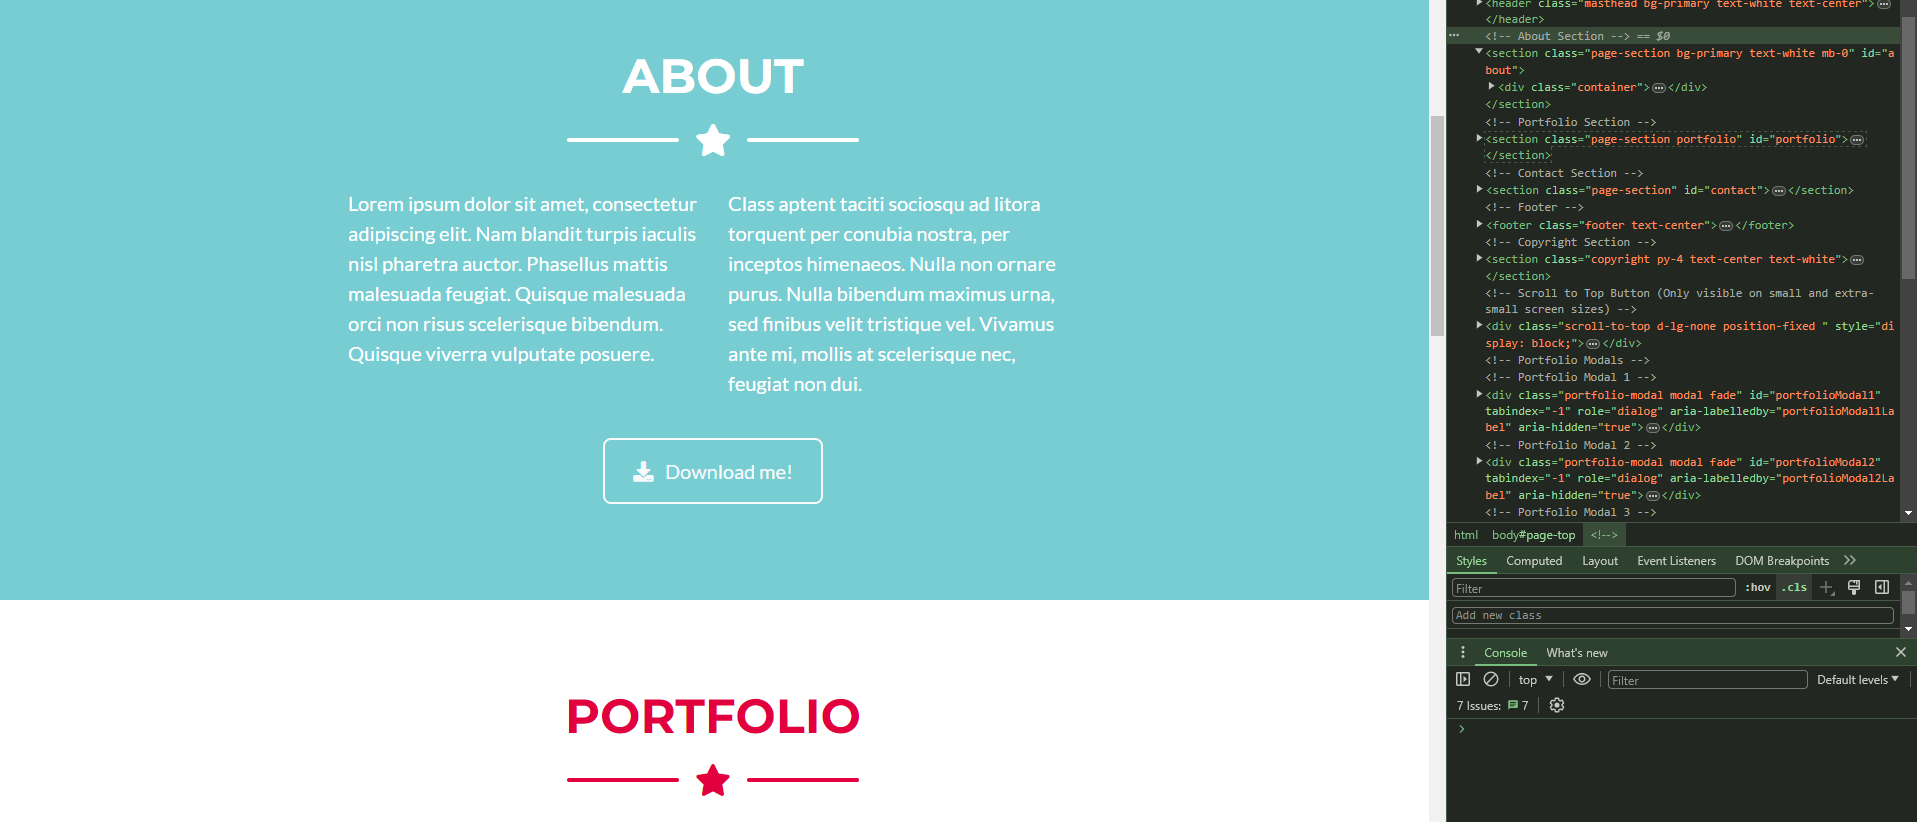 ABOUT
Lorem ipsum dolor sit amet, consectetur
adipiscing elit. Nam blandit turpis iaculis
nisl pharetra auctor. Phasellus mattis
malesuada feugiat. Quisque malesuada
orci non risus scelerisque bibendum.
Quisque viverra vulputate posuere.
Class aptent taciti sociosqu ad litora
torquent per conubia nostra, per
inceptos himenaeos. Nulla non ornare
purus. Nulla bibendum maximus urna,
sed finibus velit tristique vel. Vivamus
ante mi, mollis at scelerisque nec,
feugiat non dui.
Download me!
PORTFOLIO
<header class="masthead bg-primary text-white text-center">
</header>
<!-- About Section --> == $0
<section class="page-section bg-primary text-white mb-0" id="a
bout">
<div class="container"></div>
</section>
<!-- Portfolio Section -->
<section class="page-section portfolio" id="portfolio">
</section>
<!-- Contact Section -->
<section class="page-section" id="contact"></section>
<!-- Footer -->
<footer class="footer text-center"></footer>
<!-- Copyright Section -->
<section class="copyright py-4 text-center text-white">
</section>
<!-- Scroll to Top Button (Only visible on small and extra-
small screen sizes) -->
<div class="scroll-to-top d-lg-none position-fixed " style="di
splay: block;"></div>
<!-- Portfolio Modals -->
<!-- Portfolio Modal 1 -->
<div class="portfolio-modal modal fade" id="portfolioModal1"
tabindex="-1" role="dialog" aria-labelledby="portfolioModal1La
bel" aria-hidden="true"></div>
<!-- Portfolio Modal 2 -->
<div class="portfolio-modal modal fade" id="portfolioModal2"
tabindex="-1" role="dialog" aria-labelledby="portfolioModal2La
bel" aria-hidden="true"></div>
<!-- Portfolio Modal 3 -->
html body#page-top <!-->
Styles Computed Layout Event Listeners DOM Breakpoints
Filter :hov .cls
Add new class
Console What's new
top Filter Default levels
7 Issues: 7